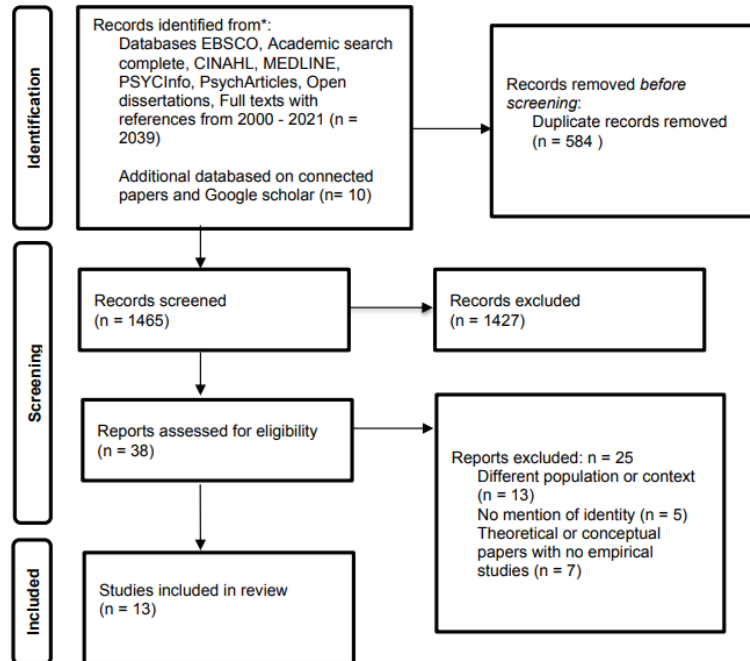 Identification
Records identified from*:
Databases EBSCO, Academic search
complete, CINAHL, MEDLINE,
PSYCInfo, PsychArticles, Open
dissertations, Full texts with
references from 2000 - 2021 (n =
2039)
Additional databased on connected
papers and Google scholar (n= 10)
Records removed before
screening:
Duplicate records removed
(n = 584 )
Screening
Records screened
(n = 1465)
Records excluded
(n = 1427)
Reports assessed for eligibility
(n = 38)
Reports excluded: n = 25
Different population or context
(n = 13)
No mention of identity (n = 5)
Theoretical or conceptual
papers with no empirical
studies (n = 7)
Included
Studies included in review
(n = 13)